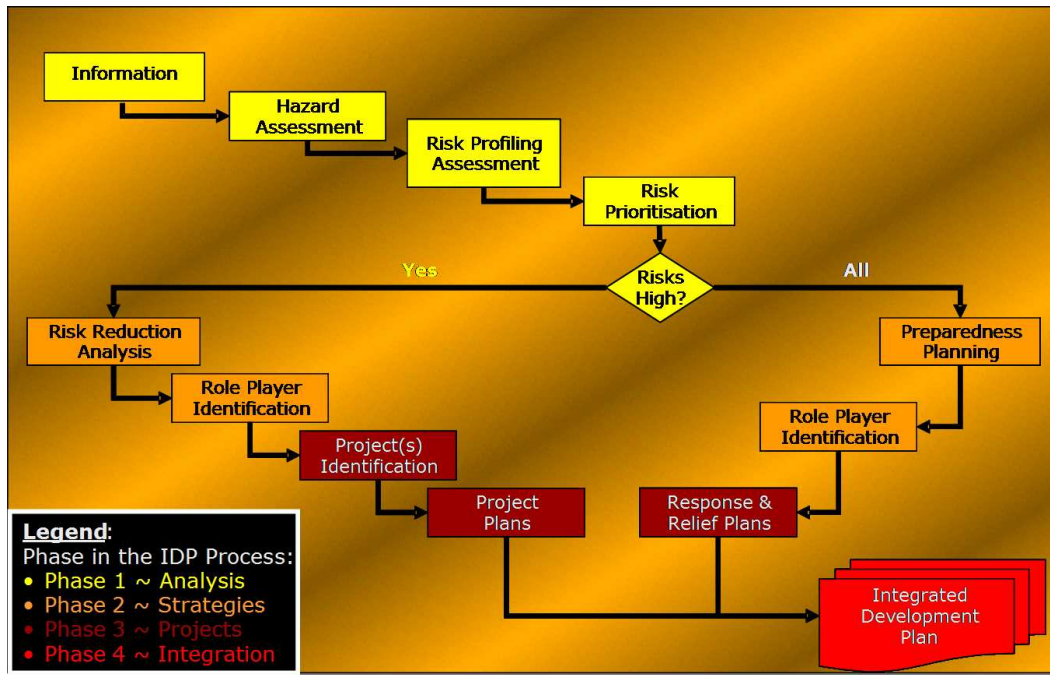 Information
Hazard
Assessment
Risk Profiling
Assessment
Risk
Prioritisation
Yes
Risks
High?
All
Risk Reduction
Analysis
Preparedness
Planning
Role Player
Identification
Role Player
Identification
Project(s)
Identification
Project
Plans
Response &
Relief Plans
Legend:
Phase in the IDP Process:
• Phase 1 ~ Analysis
• Phase 2 ~ Strategies
• Phase 3 ~ Projects
• Phase 4 ~ Integration
Integrated
Development
Plan